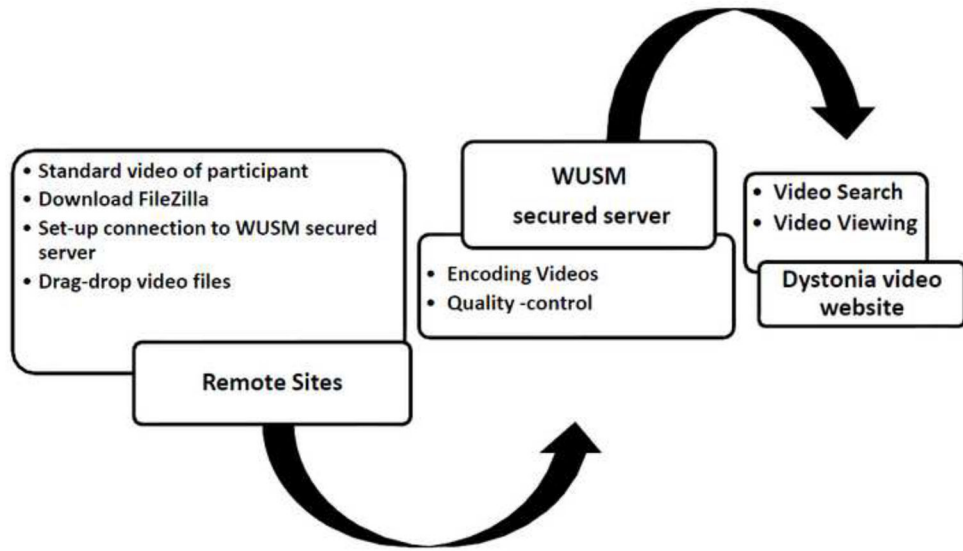 • Standard video of participant
• Download FileZilla
• Set-up connection to WUSM secured
server
• Drag-drop video files
Remote Sites
WUSM
secured server
• Encoding Videos
• Quality -control
• Video Search
• Video Viewing
Dystonia video
website